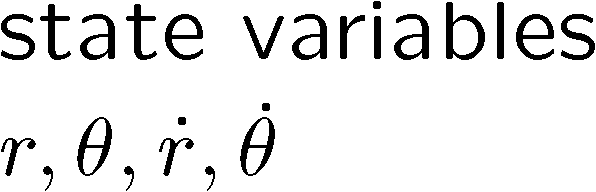 state variables
r, θ, ṙ, θ̇